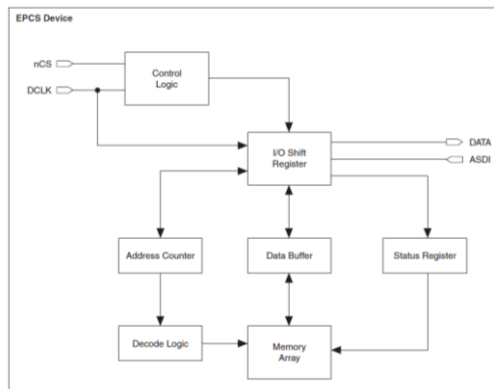 EPCS Device
nCS
DCLK
Control
Logic
I/O Shift
Register
DATA
ASDI
Address Counter
Data Buffer
Status Register
Decode Logic
Memory
Array